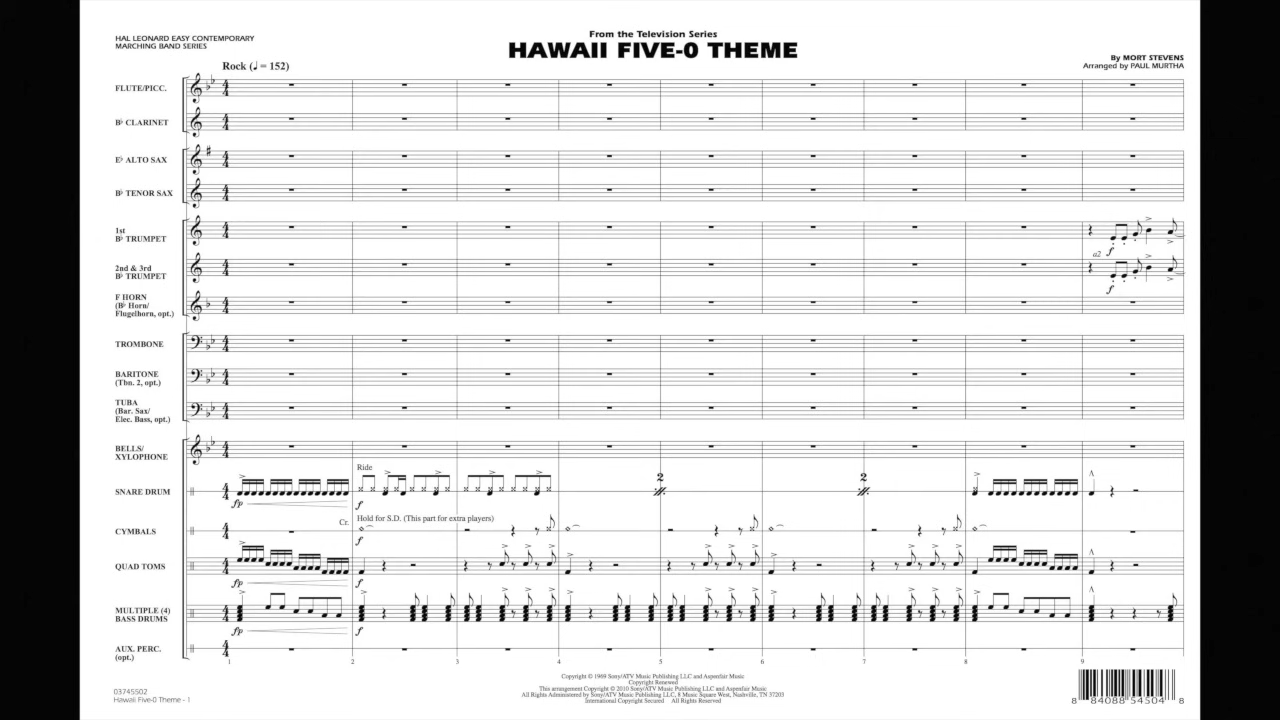 HAL LEONARD EASY CONTEMPORARY
MARCHING BAND SERIES
From the Television Series
HAWAII FIVE-0 THEME
By MORT STEVENS
Arranged by PAUL MURTHA
Rock (♩ = 152)
FLUTE/PICC.
B♭ CLARINET
E♭ ALTO SAX
B♭ TENOR SAX
1st
B♭ TRUMPET
a2
f
2nd & 3rd
B♭ TRUMPET
f
F HORN
(B♭ Horn/
Flugelhorn, opt.)
TROMBONE
BARITONE
(Tbn. 2, opt.)
TUBA
(Bar. Sax/
Elec. Bass, opt.)
BELLS/
XYLOPHONE
Ride
2 2
SNARE DRUM
fp f
Cr. Hold for S.D. (This part for extra players)
CYMBALS
f
QUAD TOMS
fp f
MULTIPLE (4)
BASS DRUMS
fp f
AUX. PERC.
(opt.)
1 2 3 4 5 6 7 8 9
Copyright © 1969 Sony/ATV Music Publishing LLC and Aspenfair Music
Copyright Renewed
This arrangement Copyright © 2010 Sony/ATV Music Publishing LLC and Aspenfair Music
All Rights Administered by Sony/ATV Music Publishing LLC, 8 Music Square West, Nashville, TN 37203
International Copyright Secured All Rights Reserved
03745502
Hawaii Five-0 Theme - 1
8 84088 54504 8